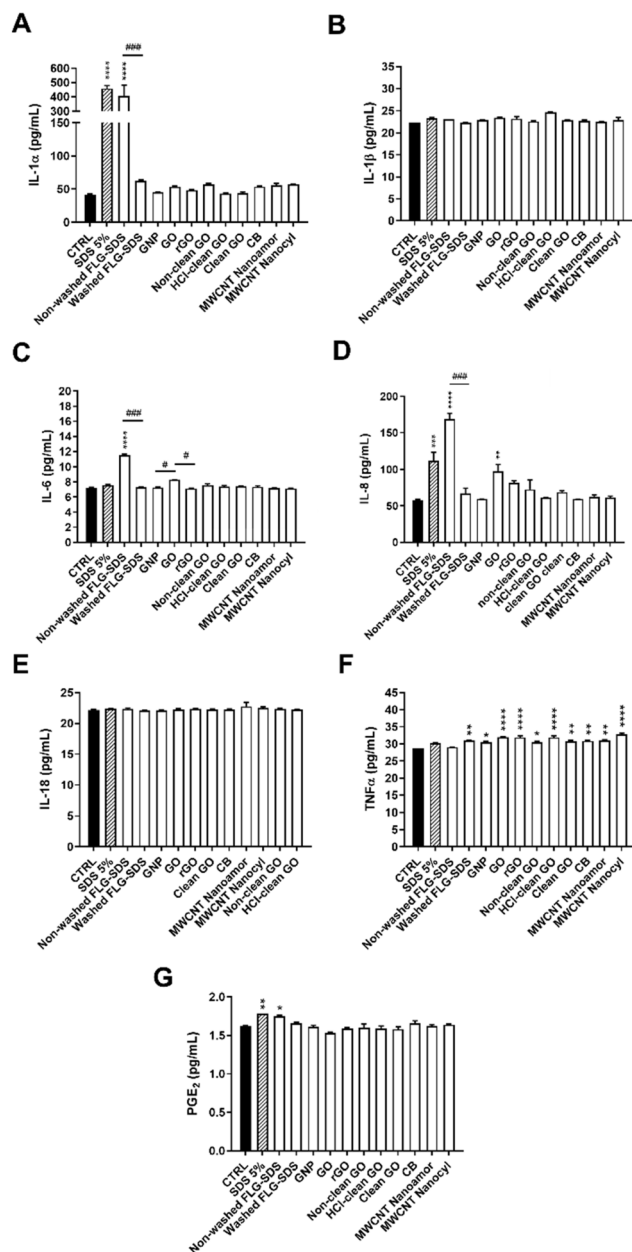 A
IL-1α (pg/mL)
600
500
400
300
100
50
0
****
****
###
CTRL
SDS 5%
Non-washed FLG-SDS
Washed FLG-SDS
GNP
GO
rGO
Non-clean GO
HCl-clean GO
Clean GO
CB
MWCNT Nanoamor
MWCNT Nanocyl
B
IL-1β (pg/mL)
40
35
30
25
20
15
10
5
0
CTRL
SDS 5%
Non-washed FLG-SDS
Washed FLG-SDS
GNP
GO
rGO
Non-clean GO
HCl-clean GO
Clean GO
CB
MWCNT Nanoamor
MWCNT Nanocyl
C
IL-6 (pg/mL)
16
14
12
10
8
6
4
2
0
****
###
#
#
CTRL
SDS 5%
Non-washed FLG-SDS
Washed FLG-SDS
GNP
GO
rGO
Non-clean GO
HCl-clean GO
Clean GO
CB
MWCNT Nanoamor
MWCNT Nanocyl
D
IL-8 (pg/mL)
200
150
100
50
0
***
****
###
**
CTRL
SDS 5%
Non-washed FLG-SDS
Washed FLG-SDS
GNP
GO
rGO
non-clean GO
HCl-clean GO
clean GO clean
CB
MWCNT Nanoamor
MWCNT Nanocyl
E
IL-18 (pg/mL)
25
20
15
10
5
0
CTRL
SDS 5%
Non-washed FLG-SDS
Washed FLG-SDS
GNP
GO
rGO
Clean GO
CB
MWCNT Nanoamor
MWCNT Nanocyl
Non-clean GO
HCl-clean GO
F
TNFα (pg/mL)
45
40
35
30
25
20
15
10
5
0
**
*
****
****
*
****
**
**
**
****
CTRL
SDS 5%
Non-washed FLG-SDS
Washed FLG-SDS
GNP
GO
rGO
Non-clean GO
HCl-clean GO
Clean GO
CB
MWCNT Nanoamor
MWCNT Nanocyl
G
PGE₂ (pg/mL)
2.0
1.5
1.0
0.5
0.0
**
*
CTRL
SDS 5%
Non-washed FLG-SDS
Washed FLG-SDS
GNP
GO
rGO
Non-clean GO
HCl-clean GO
Clean GO
CB
MWCNT Nanoamor
MWCNT Nanocyl